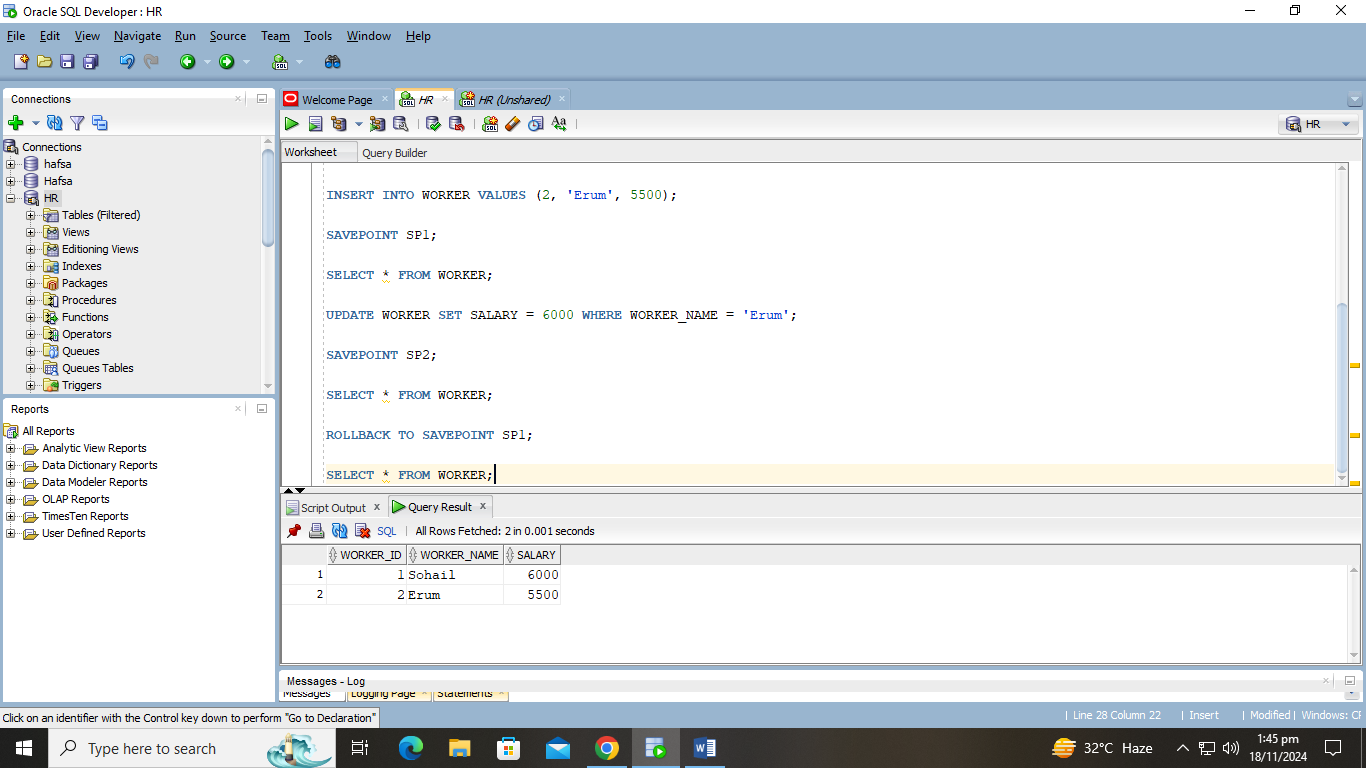 Oracle SQL Developer : HR
File Edit View Navigate Run Source Team Tools Window Help
Connections
Welcome Page HR HR (Unshared)
HR
Worksheet Query Builder
Connections
hafsa
Hafsa
HR
Tables (Filtered)
Views
Editioning Views
Indexes
Packages
Procedures
Functions
Operators
Queues
Queues Tables
Triggers
INSERT INTO WORKER VALUES (2, 'Erum', 5500);
SAVEPOINT SP1;
SELECT * FROM WORKER;
UPDATE WORKER SET SALARY = 6000 WHERE WORKER_NAME = 'Erum';
SAVEPOINT SP2;
SELECT * FROM WORKER;
ROLLBACK TO SAVEPOINT SP1;
SELECT * FROM WORKER;
Reports
All Reports
Analytic View Reports
Data Dictionary Reports
Data Modeler Reports
OLAP Reports
TimesTen Reports
User Defined Reports
Script Output x Query Result x
SQL | All Rows Fetched: 2 in 0.001 seconds
WORKER_ID WORKER_NAME SALARY
1 1 Sohail 6000
2 2 Erum 5500
Messages - Log
Messages Logging Page Statements
Click on an identifier with the Control key down to perform "Go to Declaration"
| Line 28 Column 22 | Insert | Modified | Windows: CF
Type here to search
32°C Haze
1:45 pm
18/11/2024